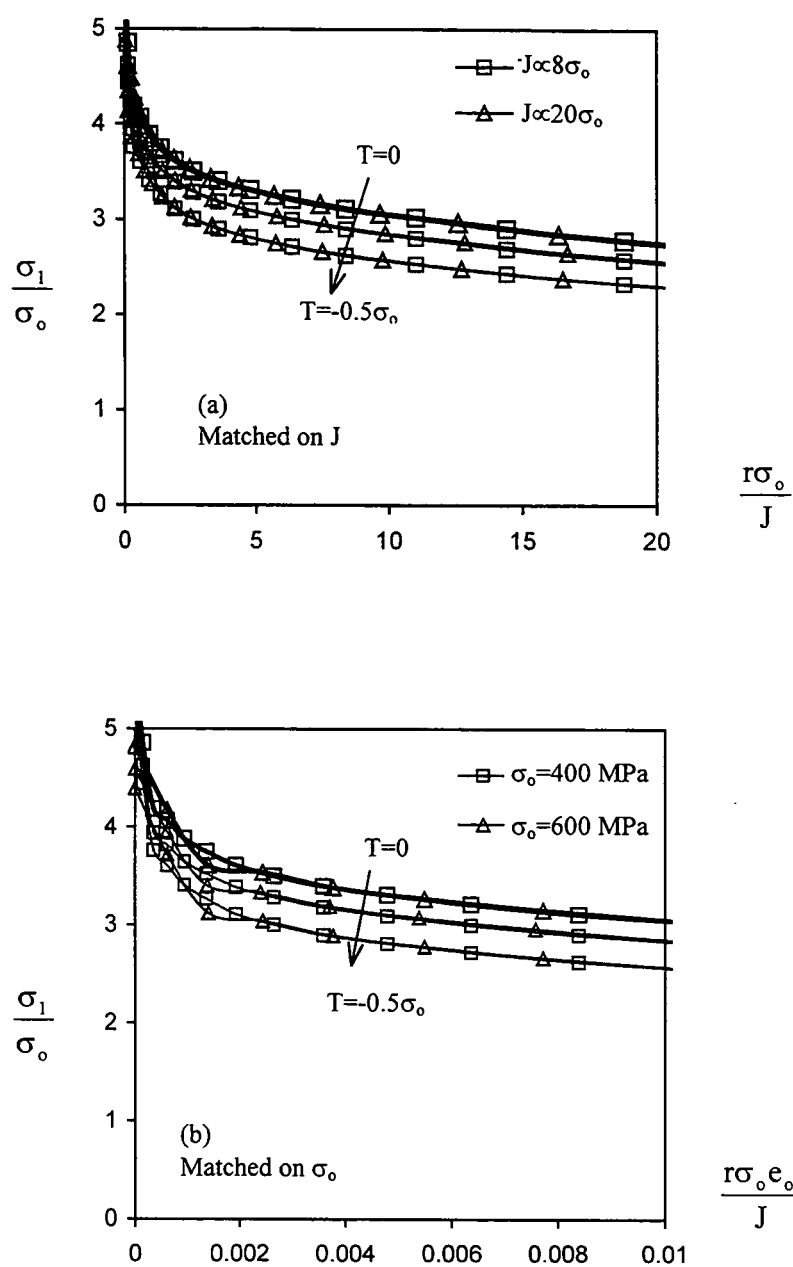 5
4
3
2
1
0
σ₁
σₒ
J∝8σₒ
J∝20σₒ
T=0
T=-0.5σₒ
(a)
Matched on J
rσₒ
J
0 5 10 15 20
5
4
3
2
1
0
σ₁
σₒ
σₒ=400 MPa
σₒ=600 MPa
T=0
T=-0.5σₒ
(b)
Matched on σₒ
rσₒeₒ
J
0 0.002 0.004 0.006 0.008 0.01